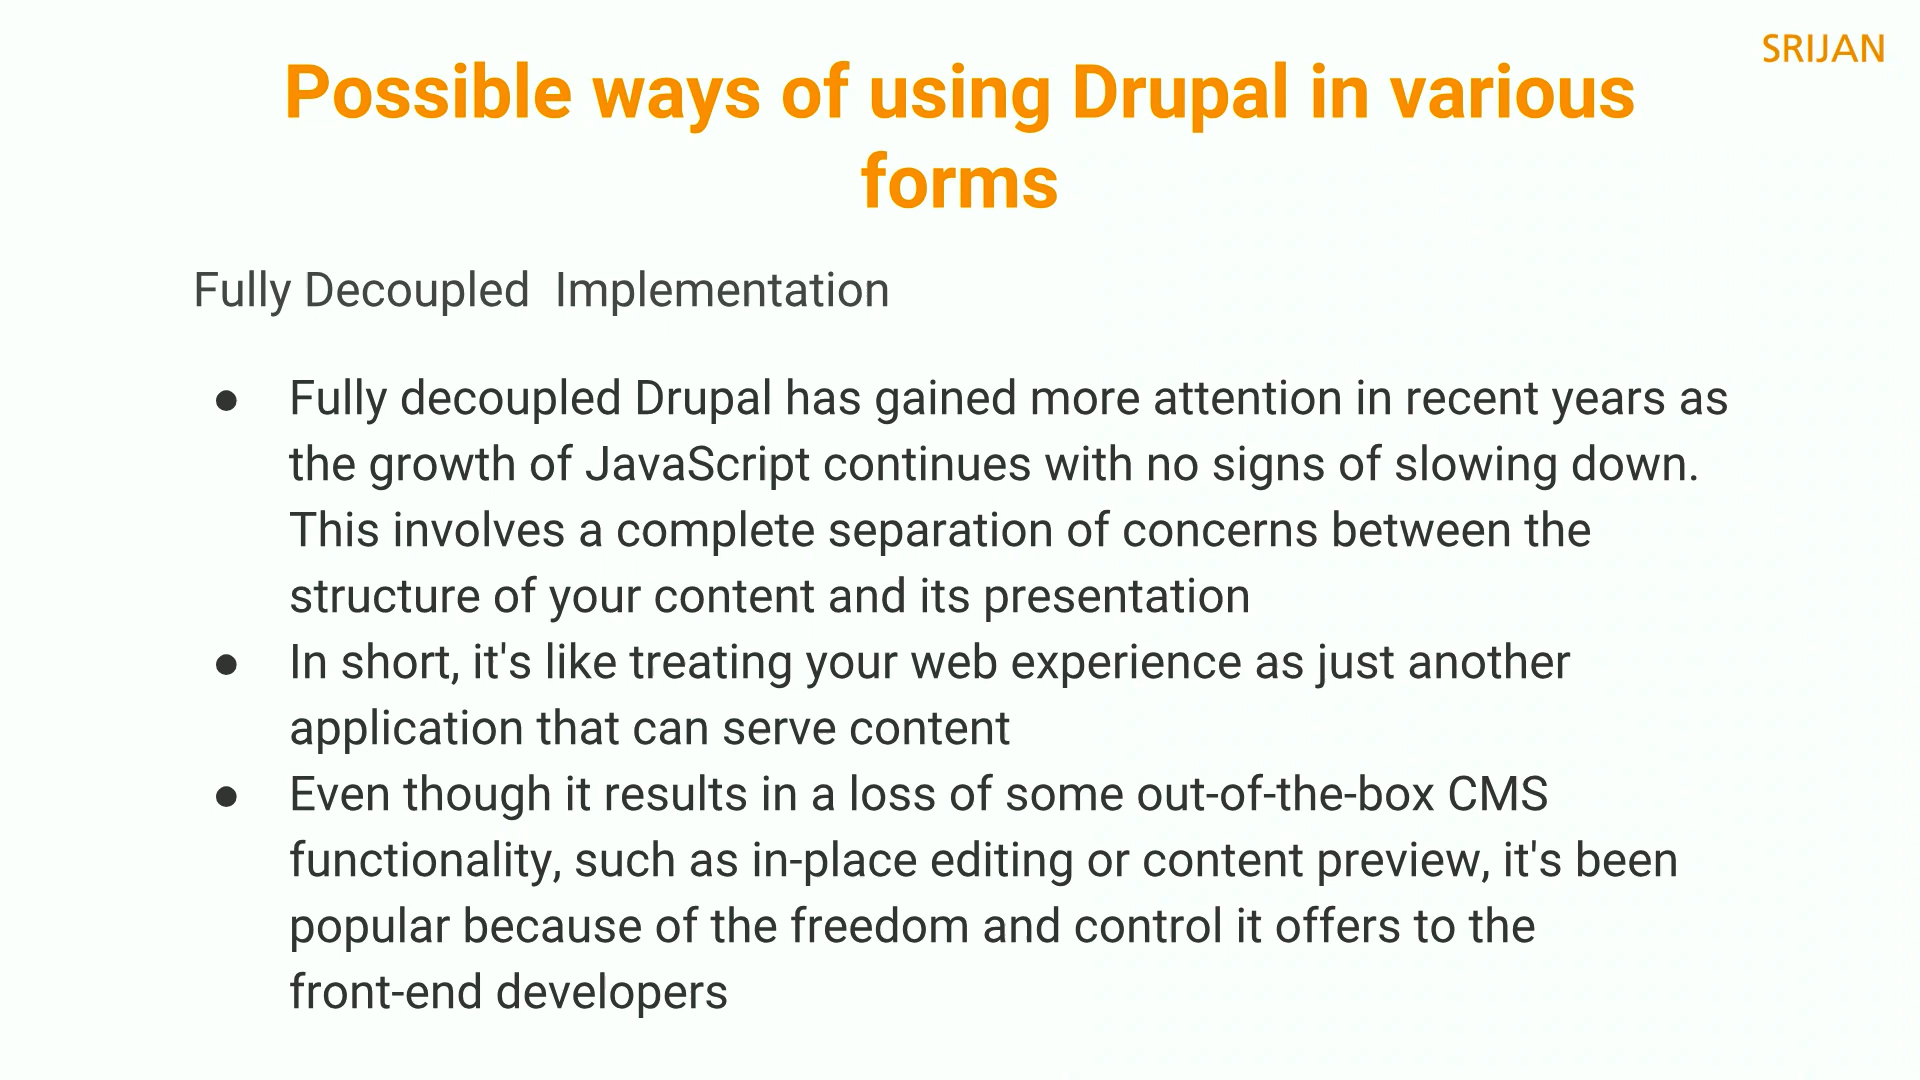 SRIJAN
Possible ways of using Drupal in various
forms
Fully Decoupled  Implementation
● Fully decoupled Drupal has gained more attention in recent years as
the growth of JavaScript continues with no signs of slowing down.
This involves a complete separation of concerns between the
structure of your content and its presentation
● In short, it's like treating your web experience as just another
application that can serve content
● Even though it results in a loss of some out-of-the-box CMS
functionality, such as in-place editing or content preview, it's been
popular because of the freedom and control it offers to the
front-end developers